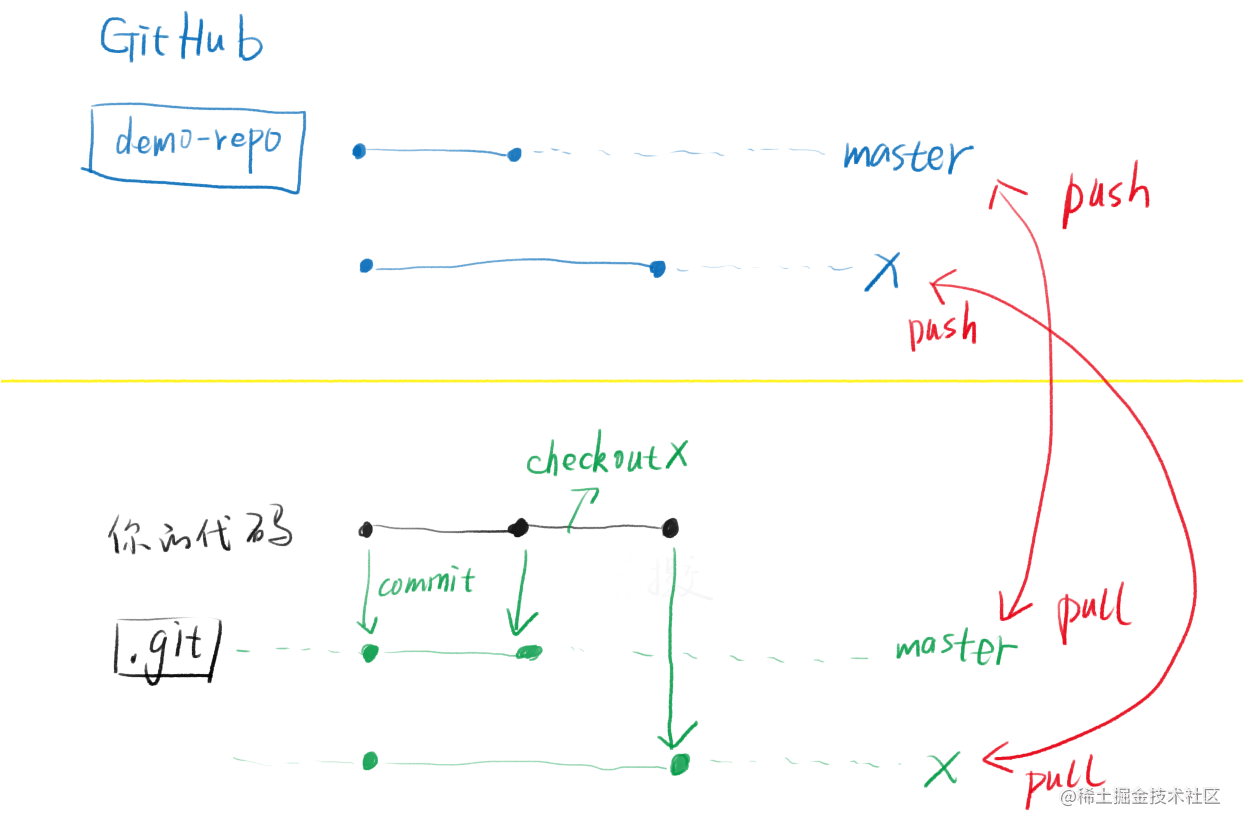 GitHub
demo-repo
master
push
X
push
checkout X
你的代码
commit
.git
pull
master
X
pull
@稀土掘金技术社区